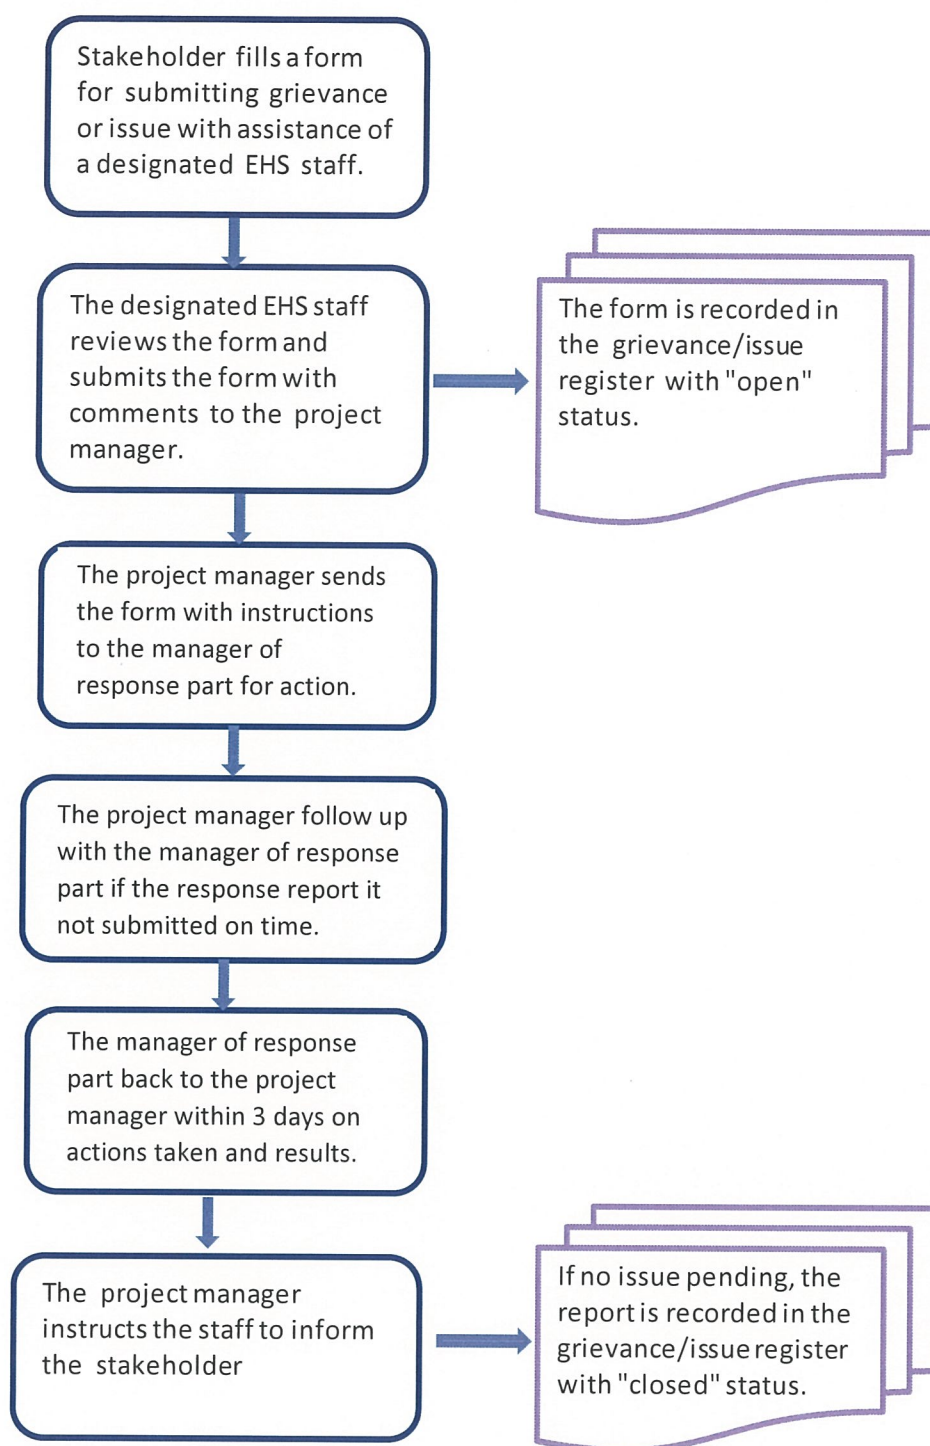 Stakeholder fills a form
for submitting grievance
or issue with assistance of
a designated EHS staff.
The designated EHS staff
reviews the form and
submits the form with
comments to the project
manager.
The form is recorded in
the grievance/issue
register with "open"
status.
The project manager sends
the form with instructions
to the manager of
response part for action.
The project manager follow up
with the manager of response
part if the response report it
not submitted on time.
The manager of response
part back to the project
manager within 3 days on
actions taken and results.
The project manager
instructs the staff to inform
the stakeholder
If no issue pending, the
report is recorded in the
grievance/issue register
with "closed" status.